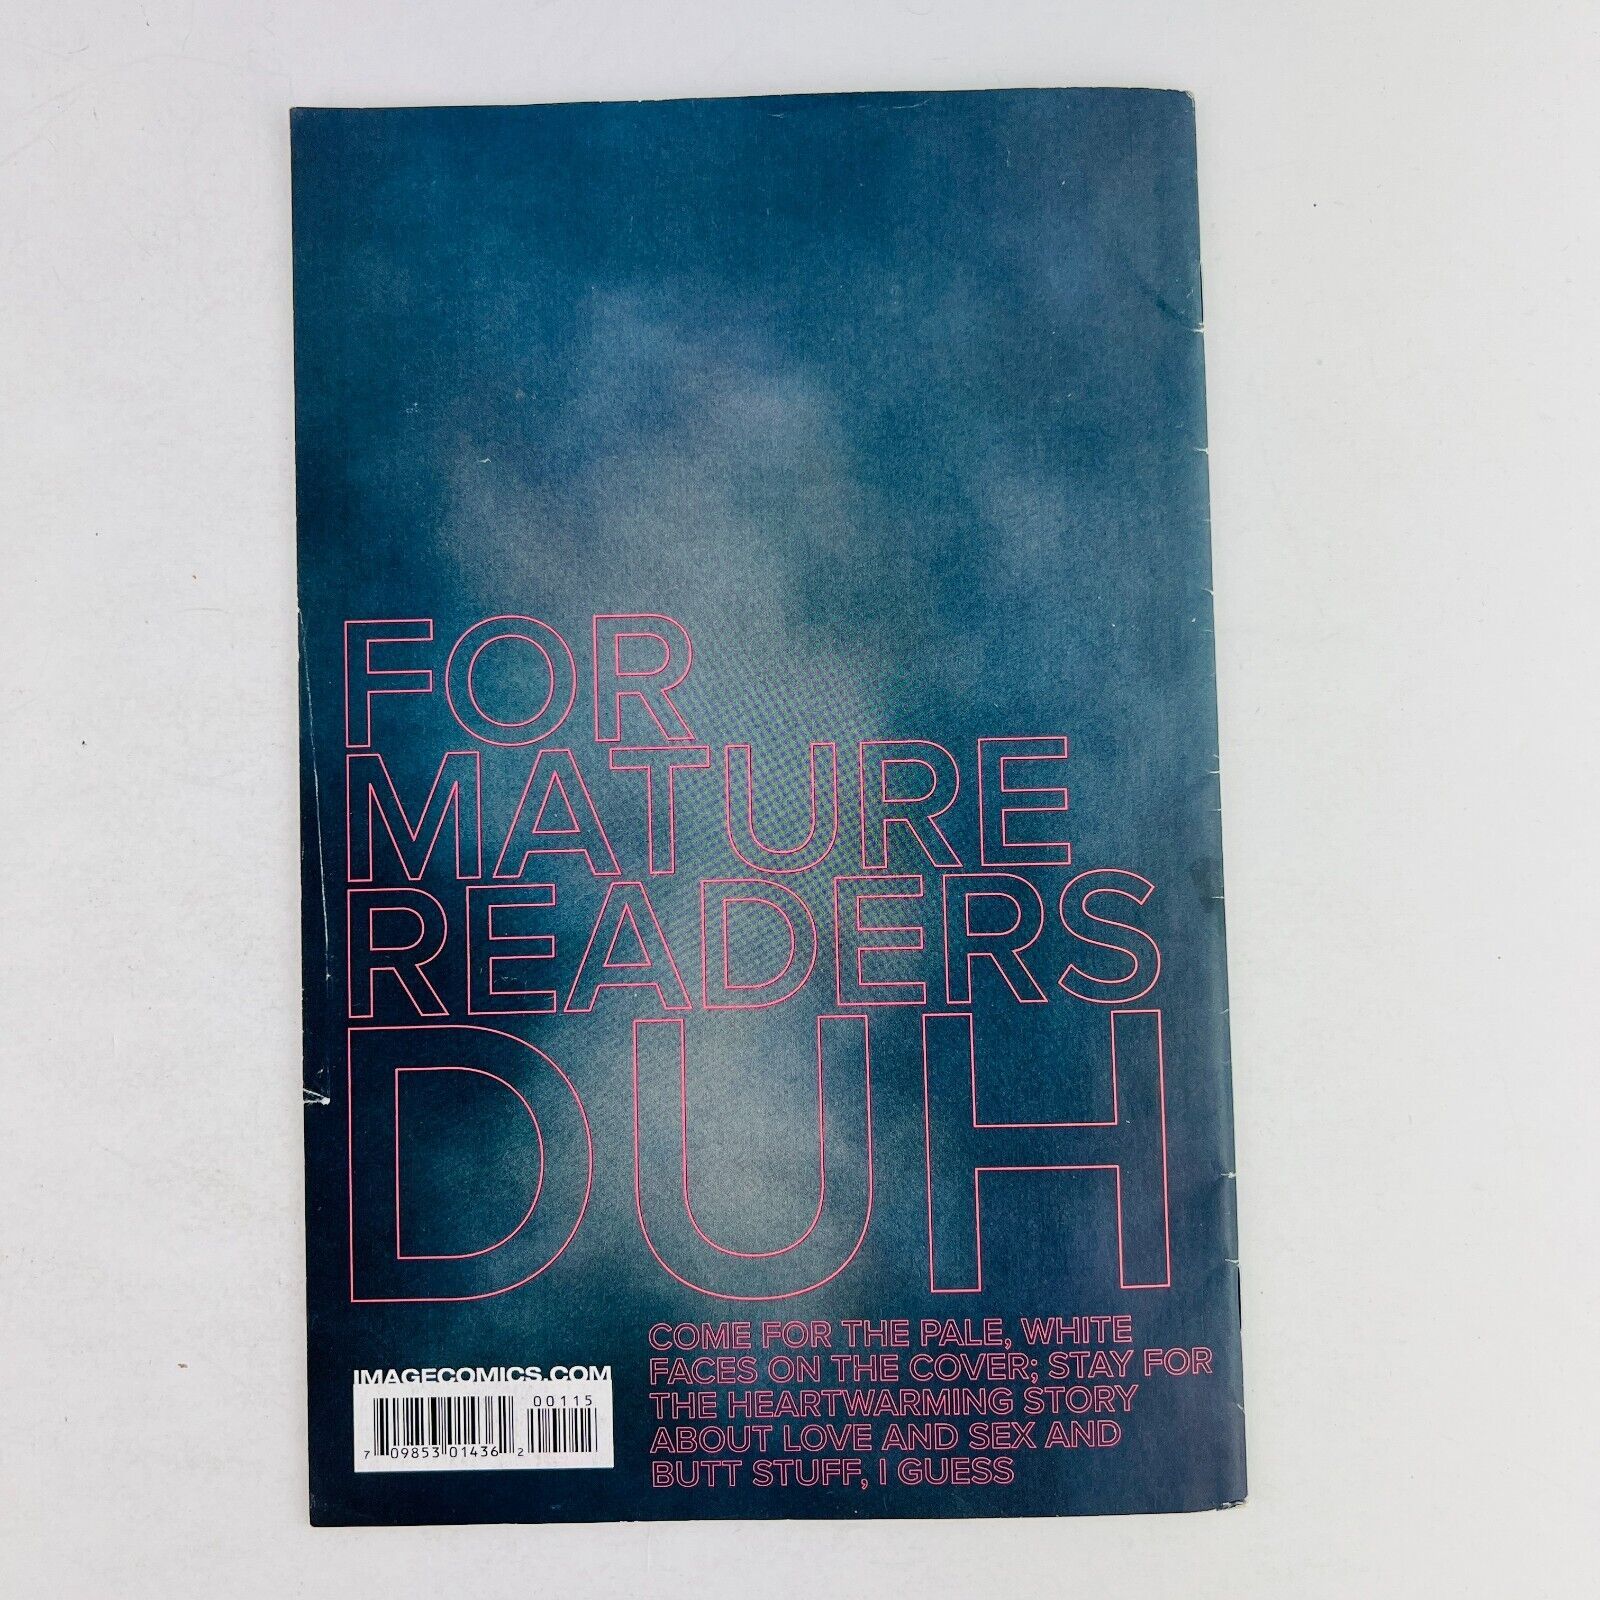 FOR
MATURE
READERS
DUH
COME FOR THE PALE, WHITE
FACES ON THE COVER; STAY FOR
THE HEARTWARMING STORY
ABOUT LOVE AND SEX AND
BUTT STUFF, I GUESS
IMAGECOMICS.COM
00115
7 09853 01436 2